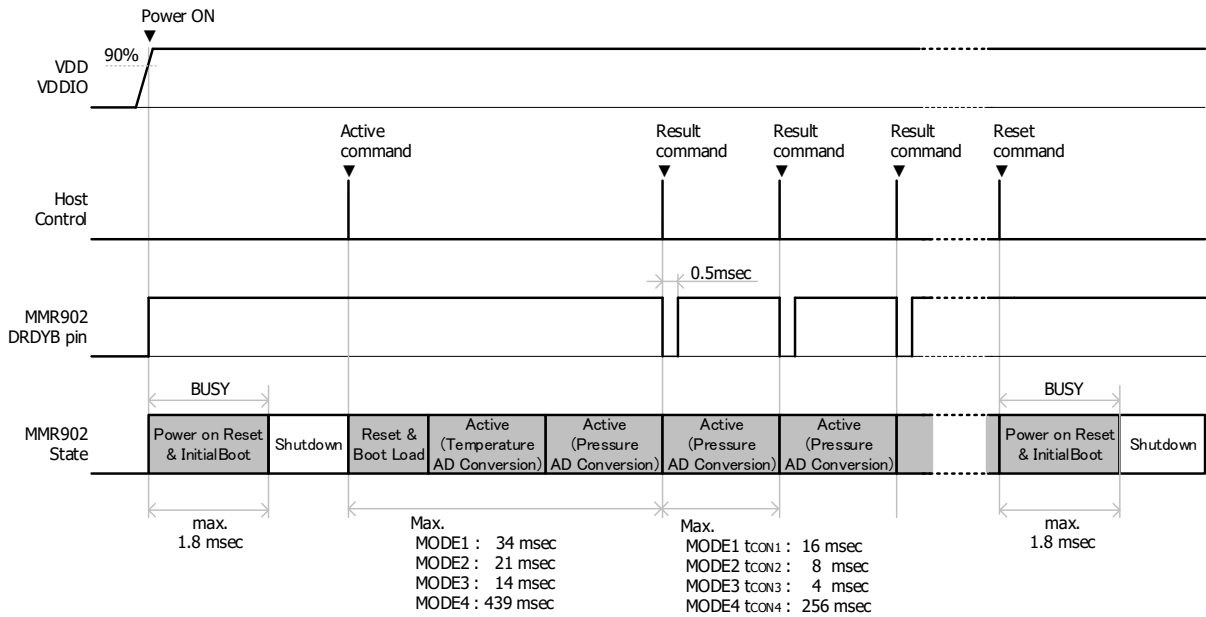 Power ON
90%
VDD
VDDIO
Active
command
Result
command
Result
command
Result
command
Reset
command
Host
Control
0.5msec
MMR902
DRDYB pin
BUSY
BUSY
MMR902
State
Power on Reset
& InitialBoot
Shutdown
Reset &
Boot Load
Active
(Temperature
AD Conversion)
Active
(Pressure
AD Conversion)
Active
(Pressure
AD Conversion)
Active
(Pressure
AD Conversion)
Power on Reset
& InitialBoot
Shutdown
max.
1.8 msec
Max.
MODE1 : 34 msec
MODE2 : 21 msec
MODE3 : 14 msec
MODE4 : 439 msec
Max.
MODE1 tCON1 : 16 msec
MODE2 tCON2 : 8 msec
MODE3 tCON3 : 4 msec
MODE4 tCON4 : 256 msec
max.
1.8 msec